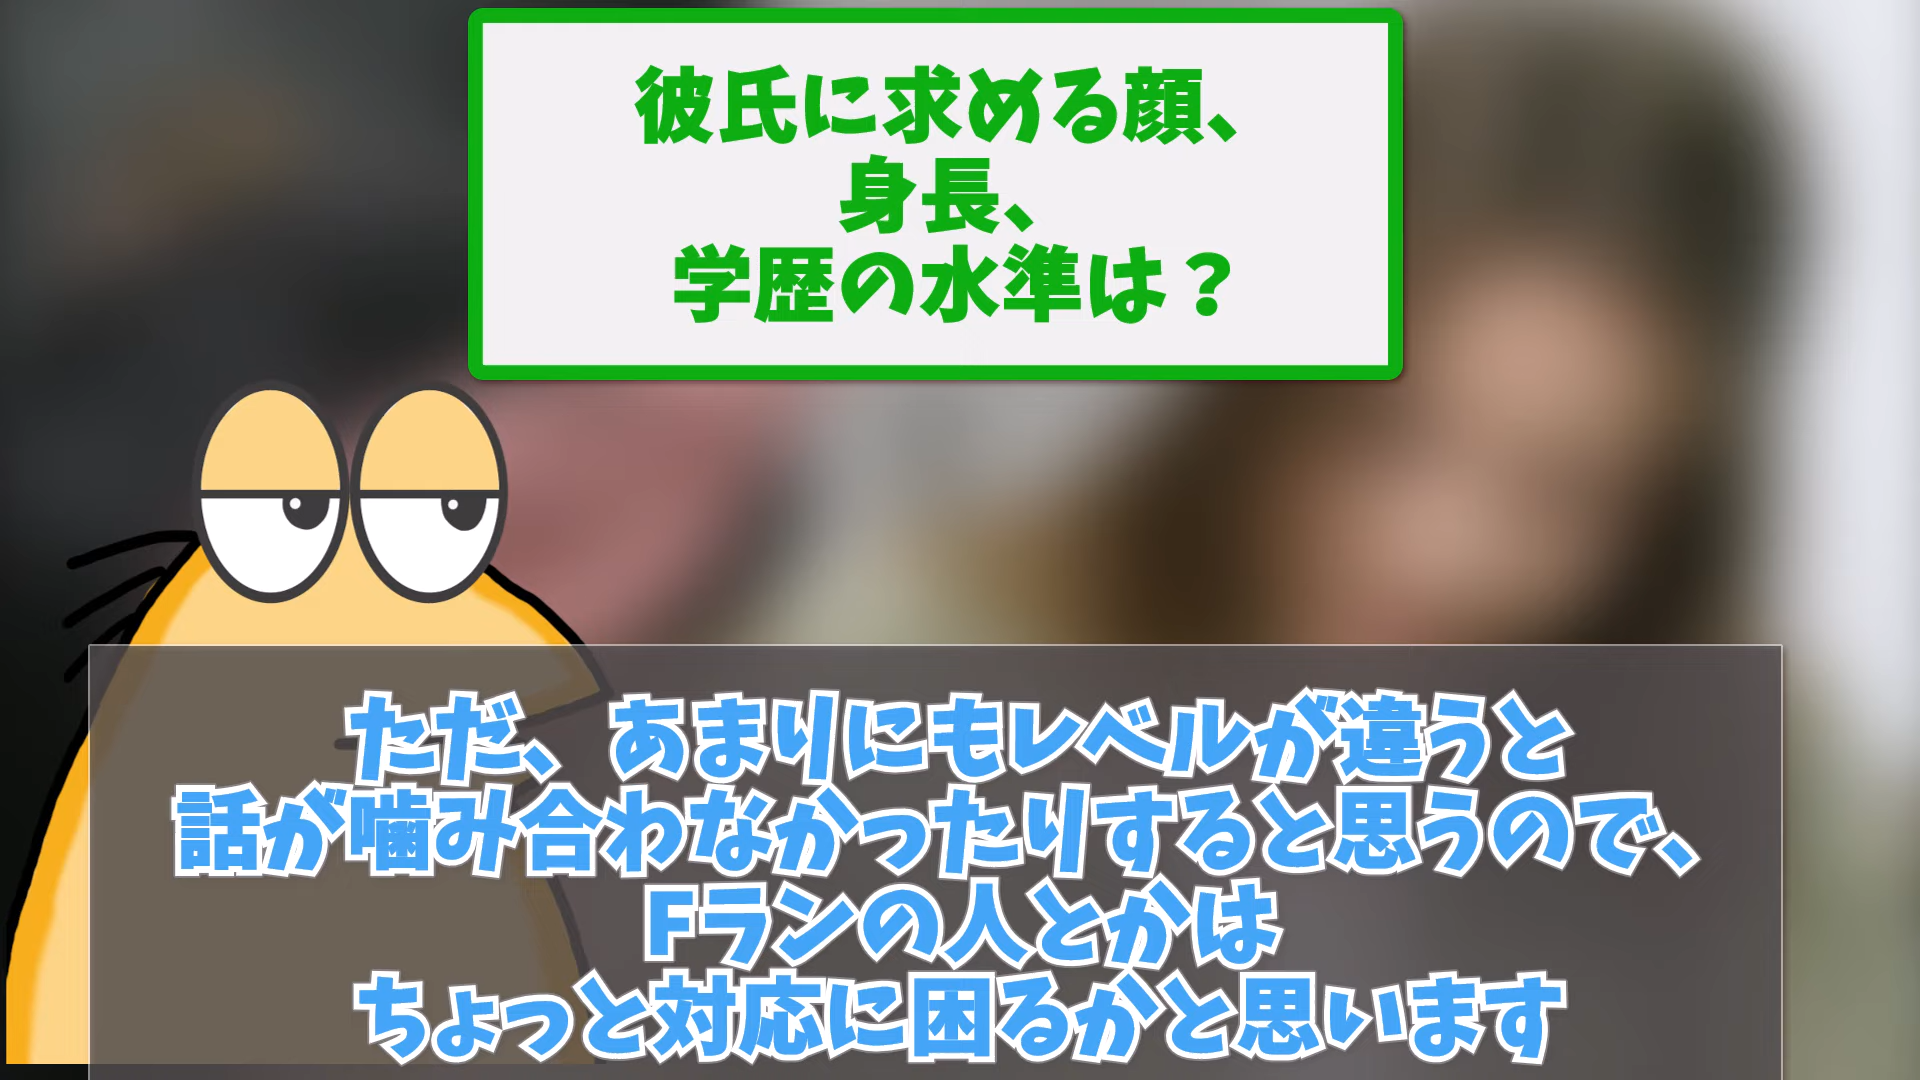 彼氏に求める顔、
身長、
学歴の水準は？
ただ、あまりにもレベルが違うと
話が噛み合わなかったりすると思うので、
Fランの人とかは
ちょっと対応に困るかと思います